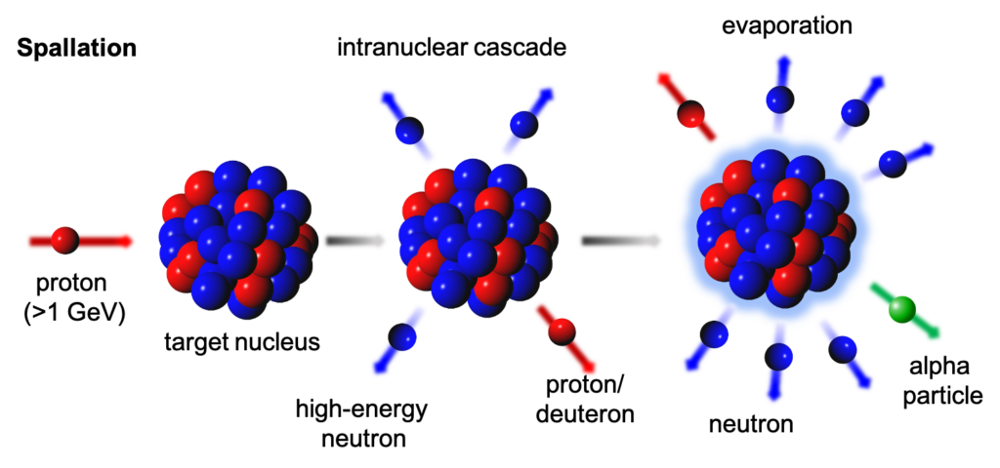 Spallation
intranuclear cascade
evaporation
proton
(>1 GeV)
target nucleus
high-energy
neutron
proton/
deuteron
neutron
alpha
particle